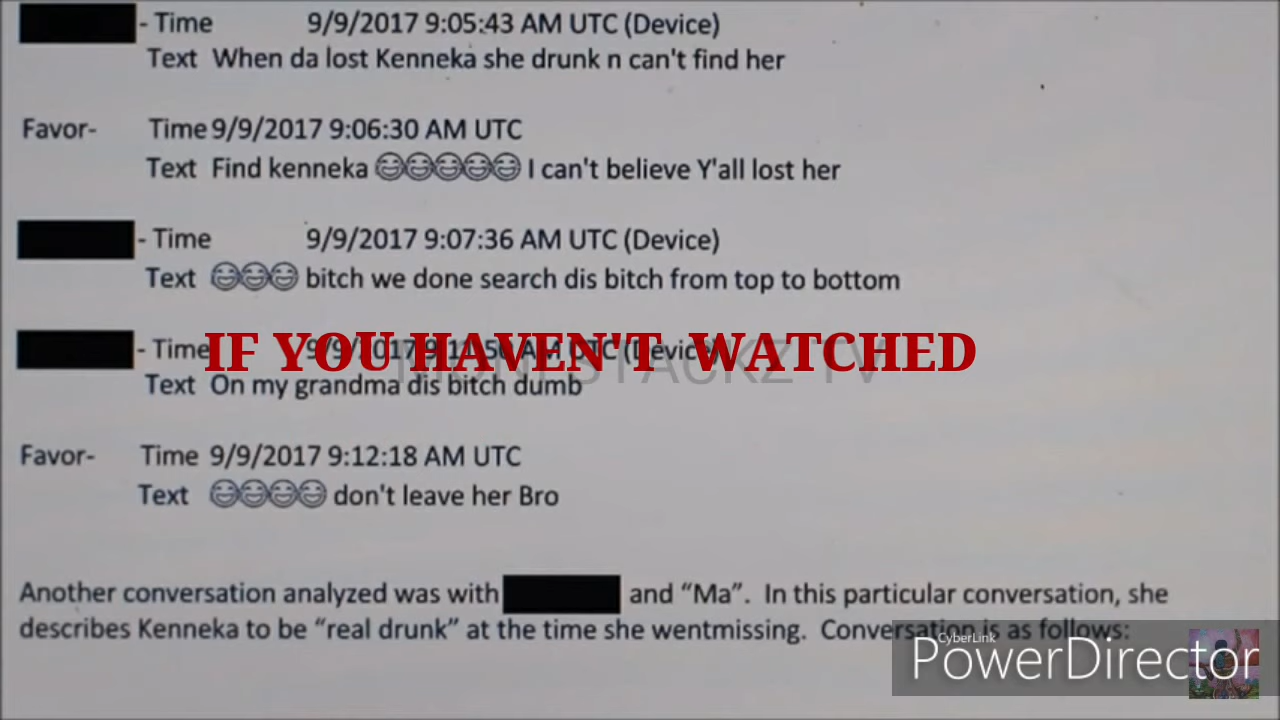 - Time 9/9/2017 9:05:43 AM UTC (Device)
Text When da lost Kenneka she drunk n can't find her
Favor- Time 9/9/2017 9:06:30 AM UTC
Text Find kenneka 😂😂😂😂😂 I can't believe Y'all lost her
- Time 9/9/2017 9:07:36 AM UTC (Device)
Text 😂😂😂 bitch we done search dis bitch from top to bottom
- Time AM UTC (Device)
IF YOU HAVEN'T WATCHED
STACKZ TV
Text On my grandma dis bitch dumb
Favor- Time 9/9/2017 9:12:18 AM UTC
Text 😂😂😂😂 don't leave her Bro
Another conversation analyzed was with and “Ma”. In this particular conversation, she
describes Kenneka to be “real drunk” at the time she wentmissing. Conversation is as follows:
CyberLink
PowerDirector